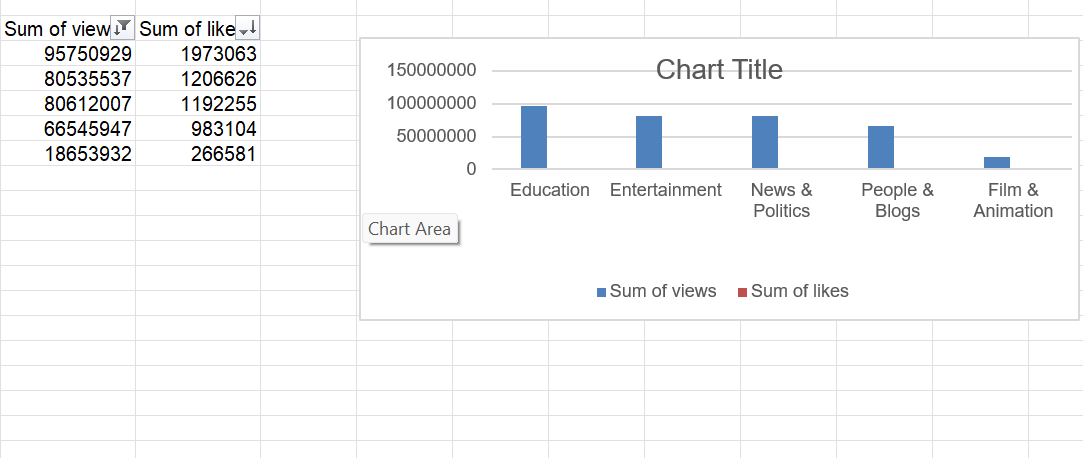 Sum of view Sum of like
95750929 1973063
80535537 1206626
80612007 1192255
66545947 983104
18653932 266581
Chart Title
150000000
100000000
50000000
0
Education Entertainment News & People & Film &
Politics Blogs Animation
Chart Area
Sum of views Sum of likes